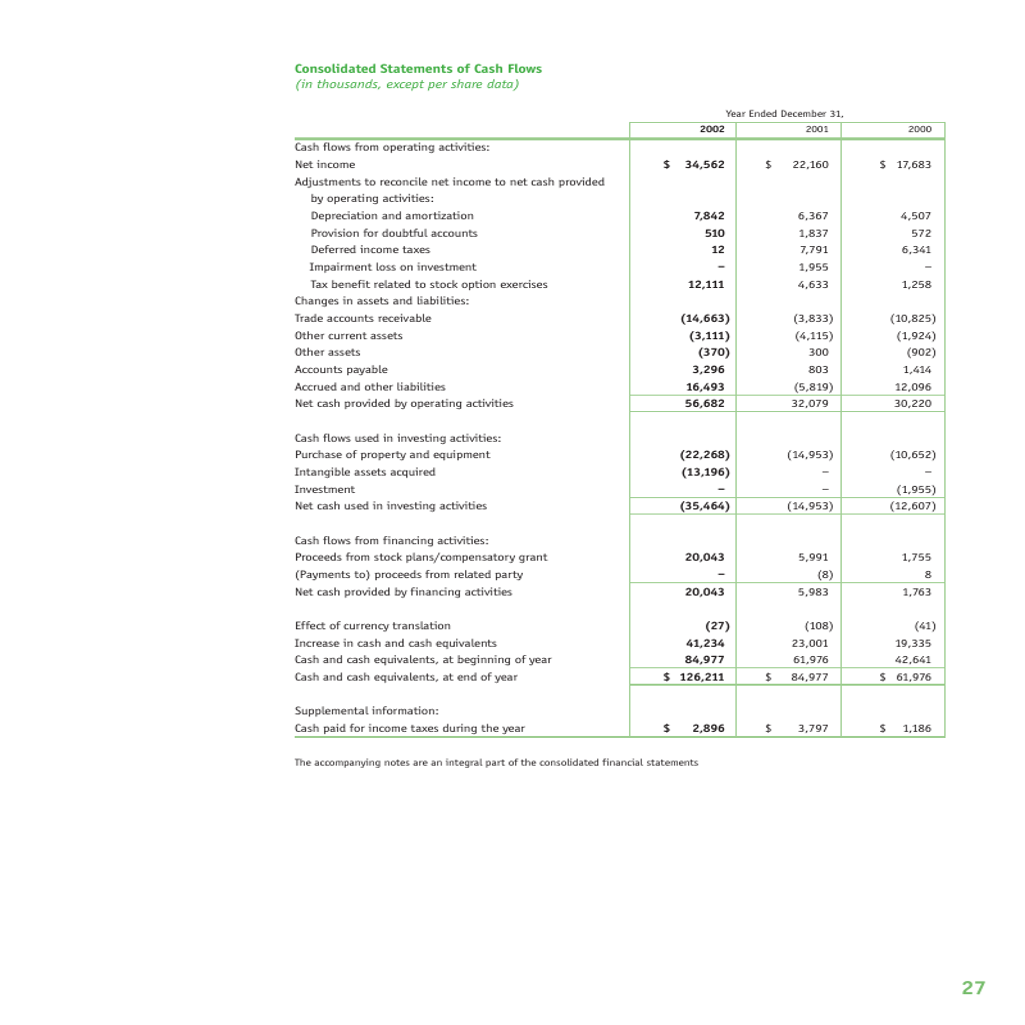 Consolidated Statements of Cash Flows
(in thousands, except per share data)
Year Ended December 31,
2002 2001 2000
Cash flows from operating activities:
Net income $ 34,562 $ 22,160 $ 17,683
Adjustments to reconcile net income to net cash provided
by operating activities:
Depreciation and amortization 7,842 6,367 4,507
Provision for doubtful accounts 510 1,837 572
Deferred income taxes 12 7,791 6,341
Impairment loss on investment – 1,955 –
Tax benefit related to stock option exercises 12,111 4,633 1,258
Changes in assets and liabilities:
Trade accounts receivable (14,663) (3,833) (10,825)
Other current assets (3,111) (4,115) (1,924)
Other assets (370) 300 (902)
Accounts payable 3,296 803 1,414
Accrued and other liabilities 16,493 (5,819) 12,096
Net cash provided by operating activities 56,682 32,079 30,220
Cash flows used in investing activities:
Purchase of property and equipment (22,268) (14,953) (10,652)
Intangible assets acquired (13,196) – –
Investment – – (1,955)
Net cash used in investing activities (35,464) (14,953) (12,607)
Cash flows from financing activities:
Proceeds from stock plans/compensatory grant 20,043 5,991 1,755
(Payments to) proceeds from related party – (8) 8
Net cash provided by financing activities 20,043 5,983 1,763
Effect of currency translation (27) (108) (41)
Increase in cash and cash equivalents 41,234 23,001 19,335
Cash and cash equivalents, at beginning of year 84,977 61,976 42,641
Cash and cash equivalents, at end of year $ 126,211 $ 84,977 $ 61,976
Supplemental information:
Cash paid for income taxes during the year $ 2,896 $ 3,797 $ 1,186
The accompanying notes are an integral part of the consolidated financial statements
27